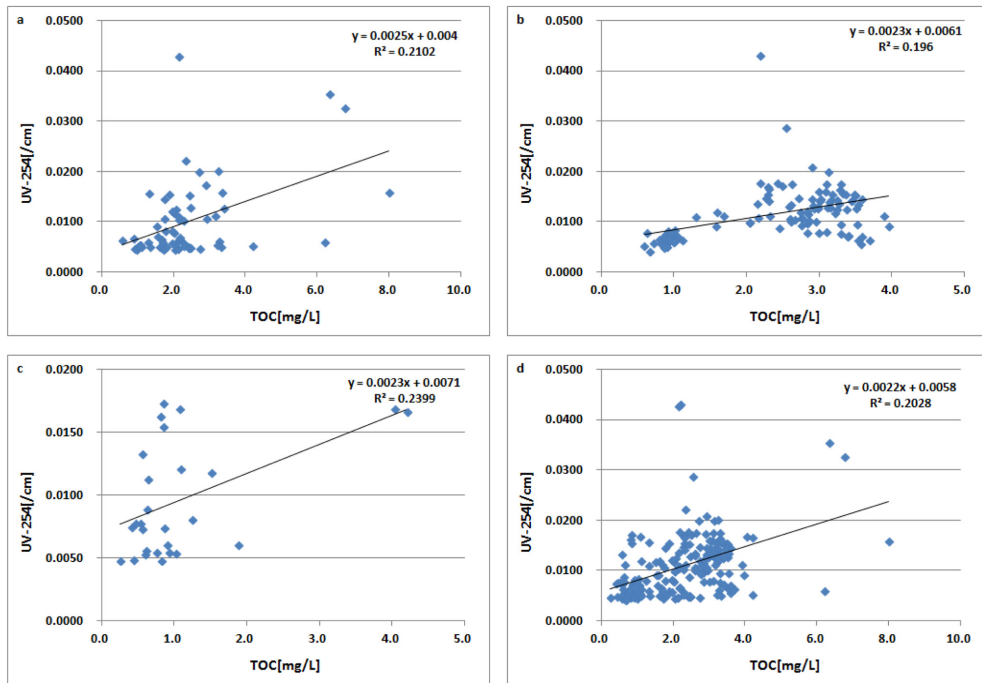 a
y = 0.0025x + 0.004
R² = 0.2102
0.0500
0.0400
0.0300
0.0200
0.0100
0.0000
UV-254[/cm]
0.0 2.0 4.0 6.0 8.0 10.0
TOC[mg/L]
b
y = 0.0023x + 0.0061
R² = 0.196
0.0500
0.0400
0.0300
0.0200
0.0100
0.0000
UV-254[/cm]
0.0 1.0 2.0 3.0 4.0 5.0
TOC[mg/L]
c
y = 0.0023x + 0.0071
R² = 0.2399
0.0200
0.0150
0.0100
0.0050
0.0000
UV-254[/cm]
0.0 1.0 2.0 3.0 4.0 5.0
TOC[mg/L]
d
y = 0.0022x + 0.0058
R² = 0.2028
0.0500
0.0400
0.0300
0.0200
0.0100
0.0000
UV-254[/cm]
0.0 2.0 4.0 6.0 8.0 10.0
TOC[mg/L]